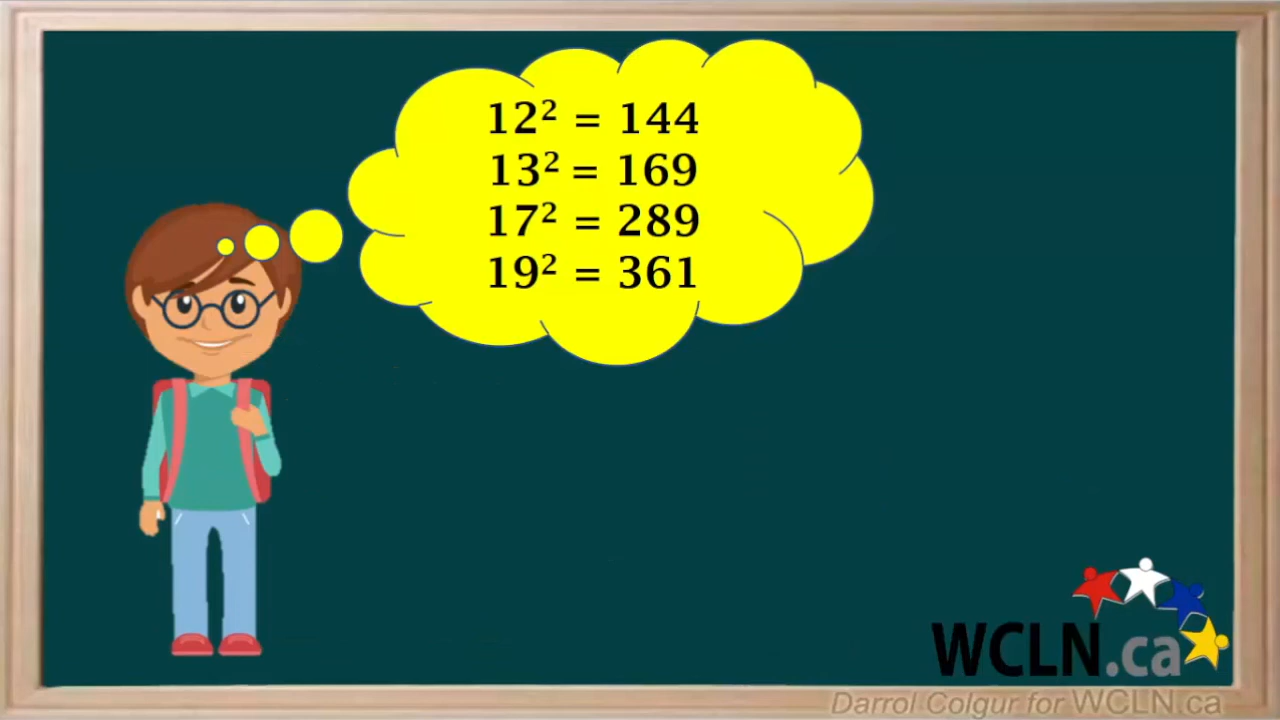 12² = 144
13² = 169
17² = 289
19² = 361
WCLN.ca
Darrol Colgur for WCLN.ca